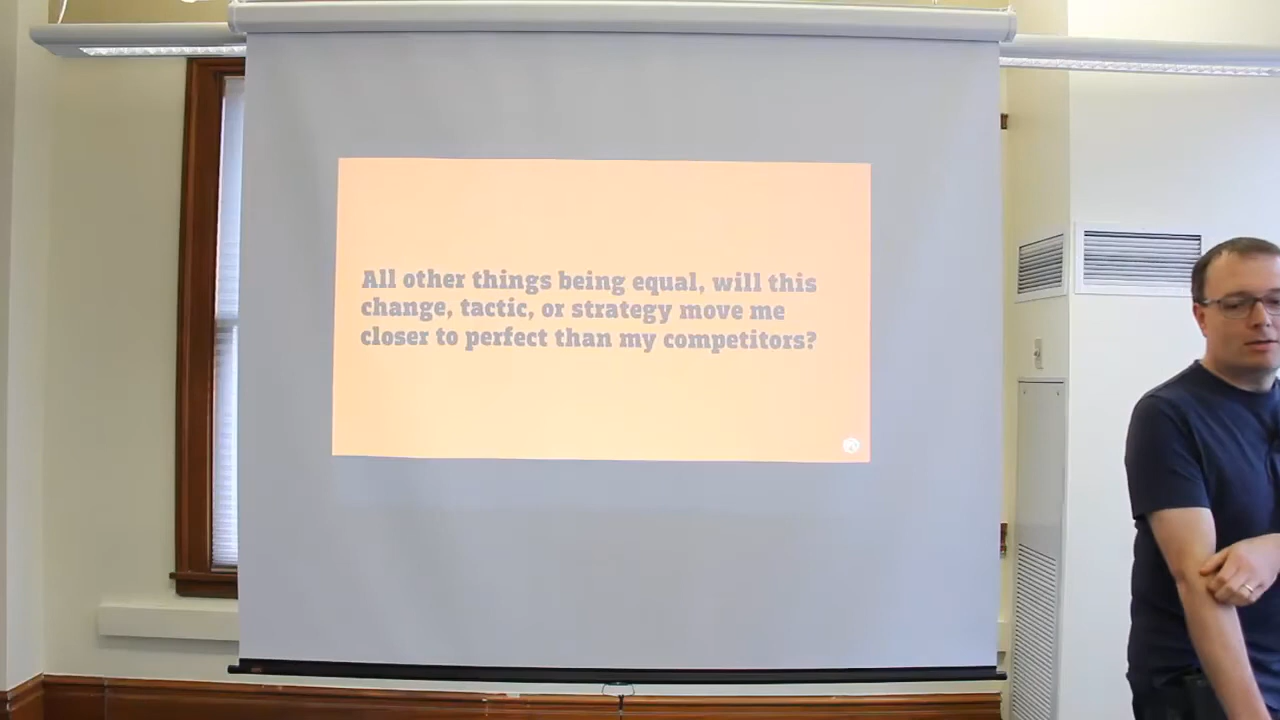 All other things being equal, will this
change, tactic, or strategy move me
closer to perfect than my competitors?